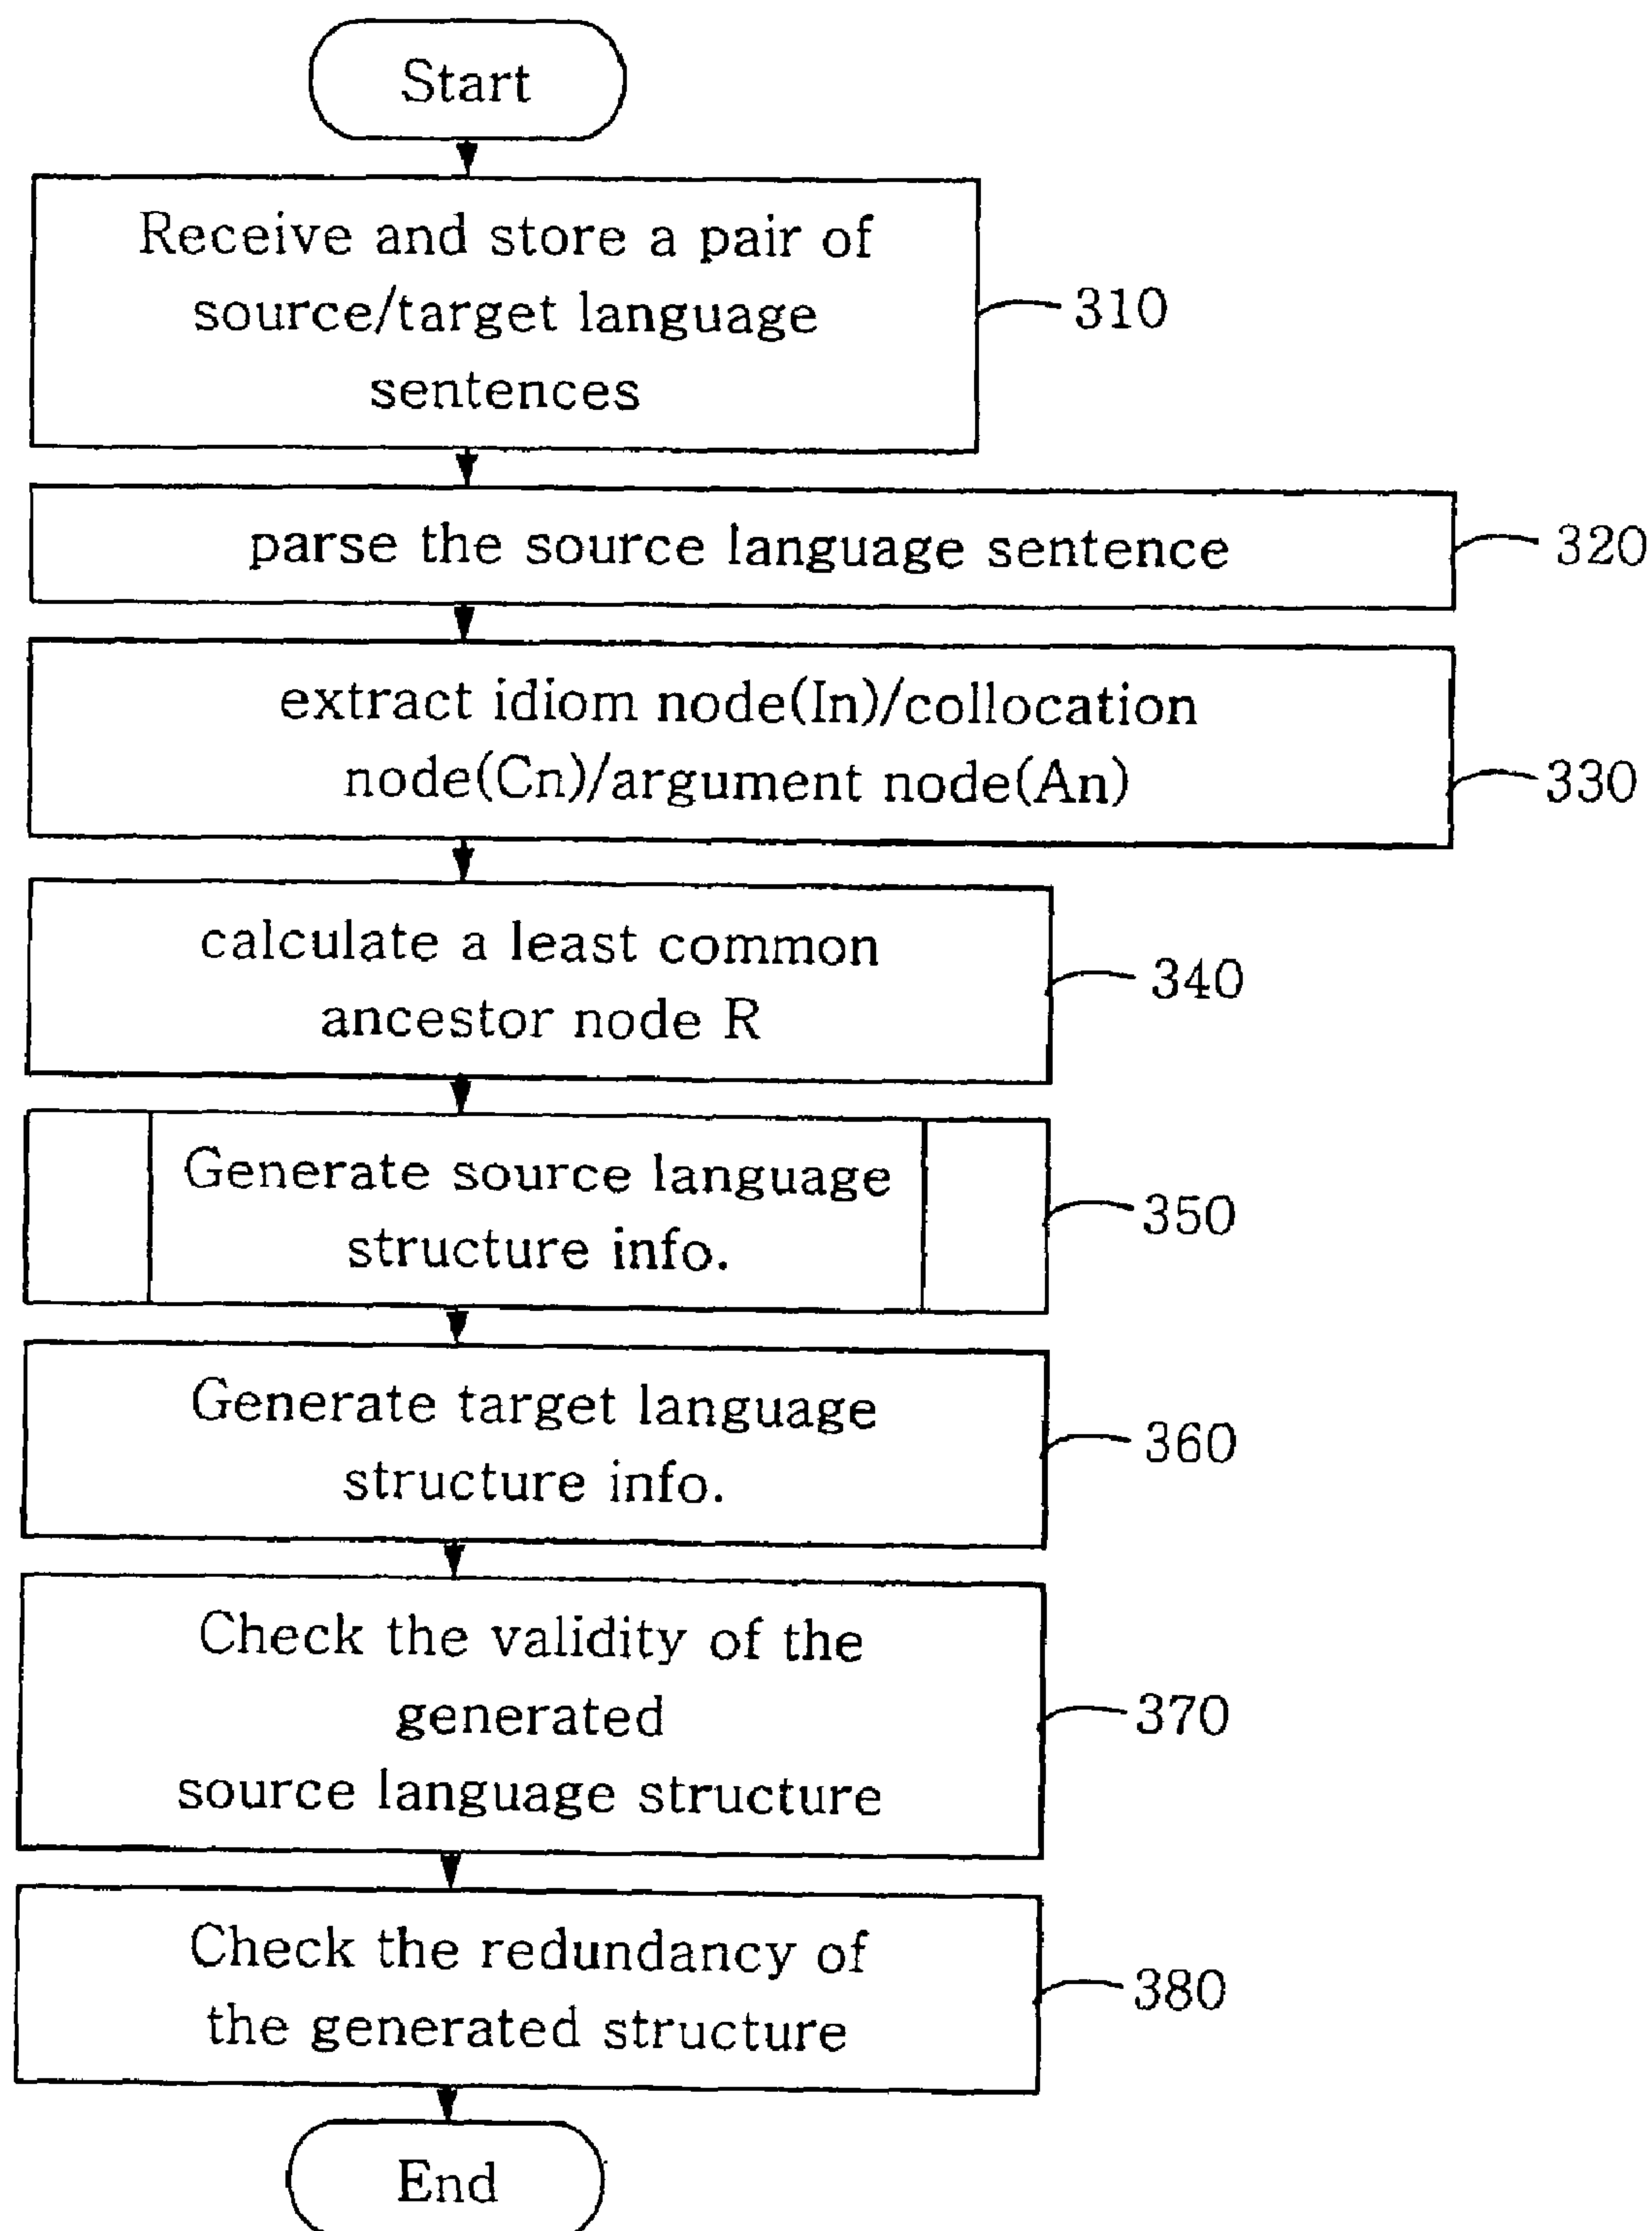 Start
Receive and store a pair of
source/target language
sentences
310
parse the source language sentence
320
extract idiom node(In)/collocation
node(Cn)/argument node(An)
330
calculate a least common
ancestor node R
340
Generate source language
structure info.
350
Generate target language
structure info.
360
Check the validity of the
generated
source language structure
370
Check the redundancy of
the generated structure
380
End